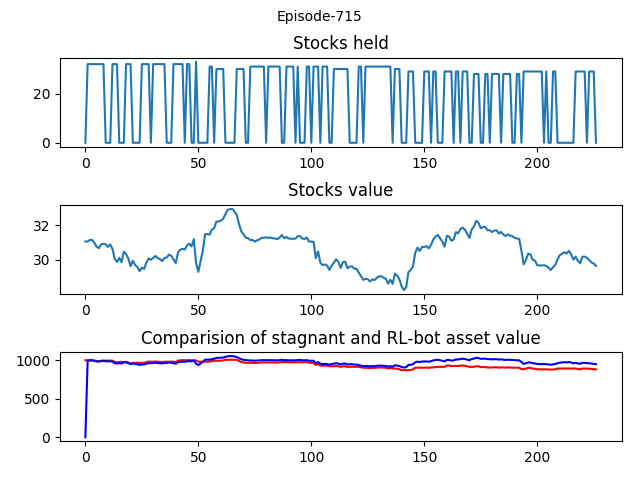 Episode-715
Stocks held
20
0
0 50 100 150 200
Stocks value
32
30
0 50 100 150 200
Comparision of stagnant and RL-bot asset value
1000
500
0
0 50 100 150 200